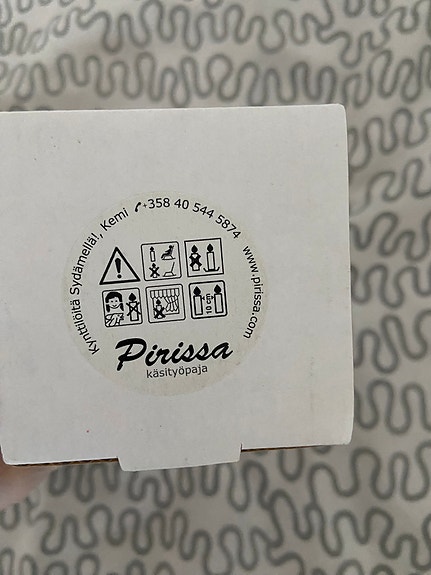 Kynttilöitä Sydämellä!, Kemi +358 40 544 5874 www.pirissa.com
Pirissa
käsityöpaja